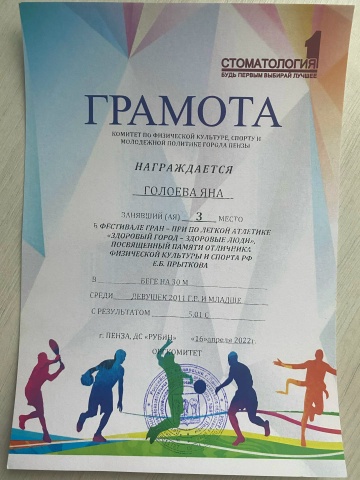 СТОМАТОЛОГИЯ 1
БУДЬ ПЕРВЫМ ВЫБИРАЙ ЛУЧШЕЕ
ГРАМОТА
КОМИТЕТ ПО ФИЗИЧЕСКОЙ КУЛЬТУРЕ, СПОРТУ И
МОЛОДЕЖНОЙ ПОЛИТИКЕ ГОРОДА ПЕНЗЫ
НАГРАЖДАЕТСЯ
ГОЛОЕВА ЯНА
ЗАНЯВШИЙ (АЯ) 3 МЕСТО
В ФЕСТИВАЛЕ ГРАН – ПРИ ПО ЛЕГКОЙ АТЛЕТИКЕ
«ЗДОРОВЫЙ ГОРОД – ЗДОРОВЫЕ ЛЮДИ»,
ПОСВЯЩЕННЫЙ ПАМЯТИ ОТЛИЧНИКА
ФИЗИЧЕСКОЙ КУЛЬТУРЫ И СПОРТА РФ
Е.Б. ПРЫТКОВА
В БЕГЕ НА 30 М
СРЕДИ ДЕВУШЕК 2011 Г.Р. И МЛАДШЕ
С РЕЗУЛЬТАТОМ 5.01 С
г. ПЕНЗА, ДС «РУБИН» «16» апреля 2022г.
ОРГКОМИТЕТ